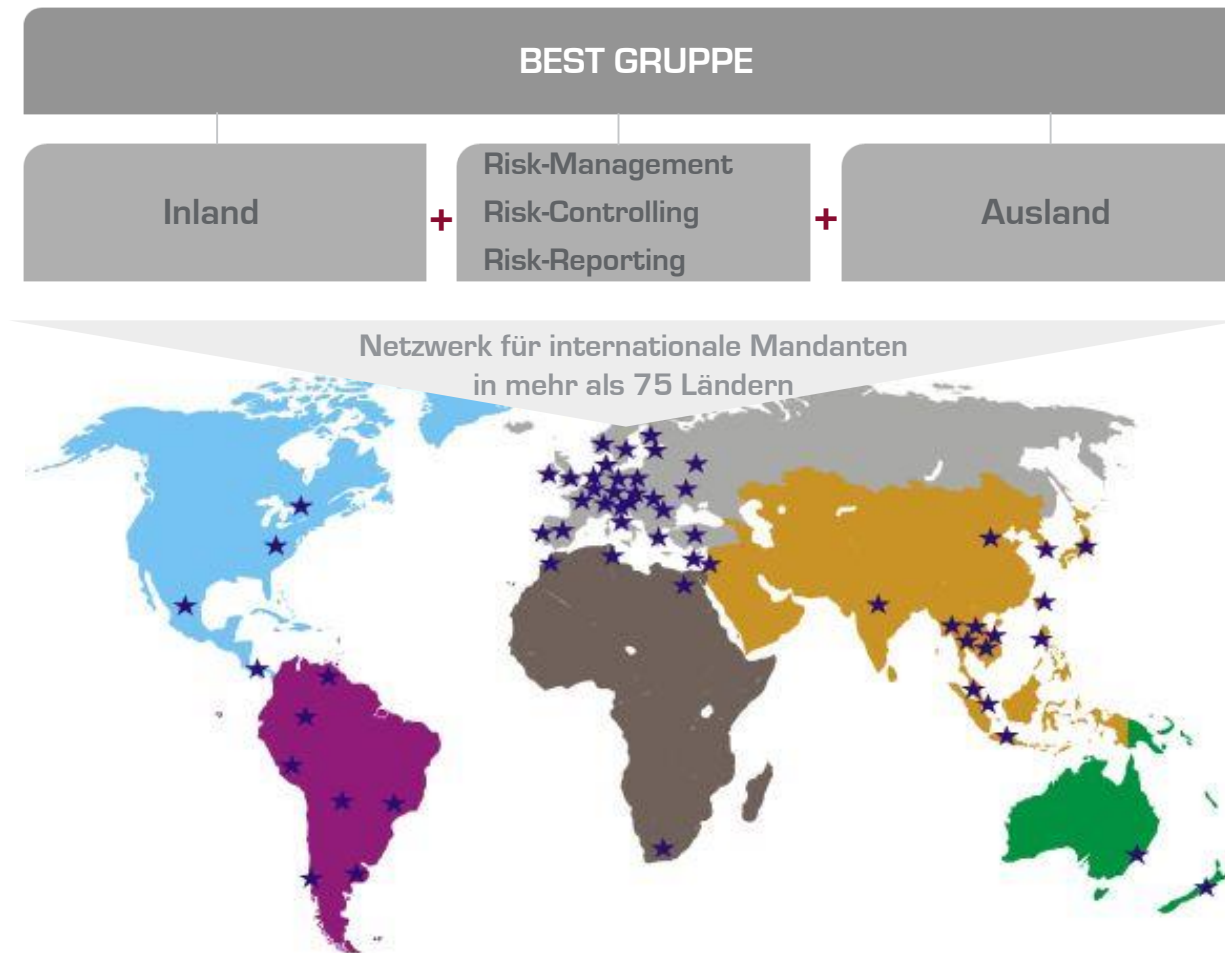 BEST GRUPPE
Inland
+
Risk-Management
Risk-Controlling
Risk-Reporting
+
Ausland
Netzwerk für internationale Mandanten
in mehr als 75 Ländern